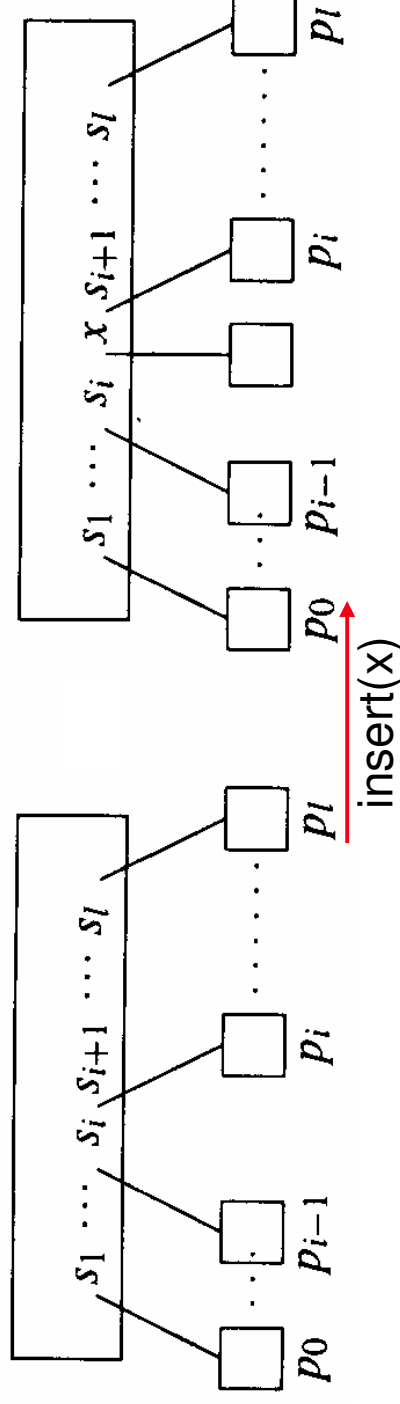 s₁ ··· sᵢ sᵢ₊₁ ··· sₗ
p₀ ··· pᵢ₋₁ pᵢ ······· pₗ
insert(x)
s₁ ··· sᵢ x sᵢ₊₁ ··· sₗ
p₀ ··· pᵢ₋₁ pᵢ ······ pₗ